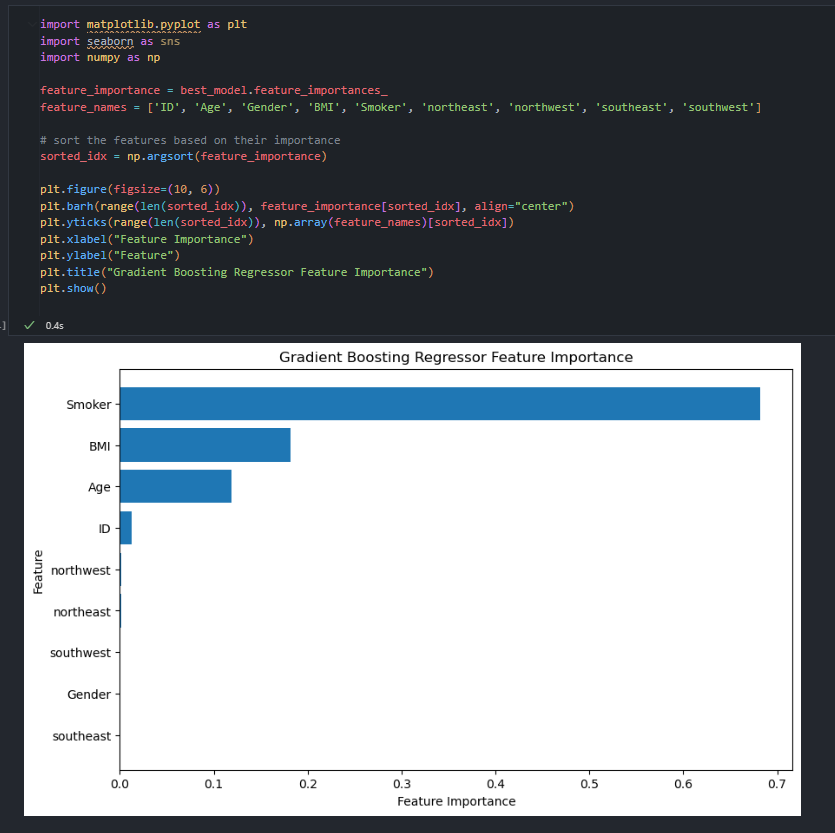 import matplotlib.pyplot as plt
import seaborn as sns
import numpy as np
feature_importance = best_model.feature_importances_
feature_names = ['ID', 'Age', 'Gender', 'BMI', 'Smoker', 'northeast', 'northwest', 'southeast', 'southwest']
# sort the features based on their importance
sorted_idx = np.argsort(feature_importance)
plt.figure(figsize=(10, 6))
plt.barh(range(len(sorted_idx)), feature_importance[sorted_idx], align="center")
plt.yticks(range(len(sorted_idx)), np.array(feature_names)[sorted_idx])
plt.xlabel("Feature Importance")
plt.ylabel("Feature")
plt.title("Gradient Boosting Regressor Feature Importance")
plt.show()
] ✓ 0.4s
Gradient Boosting Regressor Feature Importance
Smoker
BMI
Age
ID
northwest
northeast
southwest
Gender
southeast
Feature
0.0 0.1 0.2 0.3 0.4 0.5 0.6 0.7
Feature Importance